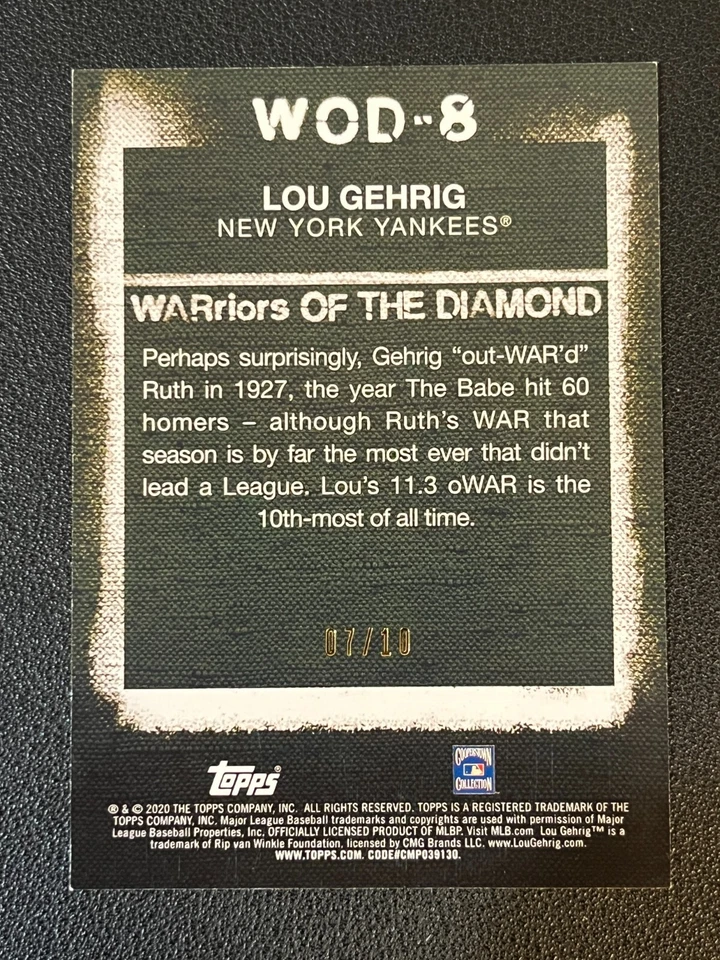 WOD-8
LOU GEHRIG
NEW YORK YANKEES®
WARriors OF THE DIAMOND
Perhaps surprisingly, Gehrig “out-WAR’d”
Ruth in 1927, the year The Babe hit 60
homers – although Ruth’s WAR that
season is by far the most ever that didn’t
lead a League. Lou’s 11.3 oWAR is the
10th-most of all time.
07/10
topps
COOPERSTOWN
COLLECTION
® & © 2020 THE TOPPS COMPANY, INC. ALL RIGHTS RESERVED. TOPPS IS A REGISTERED TRADEMARK OF THE
TOPPS COMPANY, INC. Major League Baseball trademarks and copyrights are used with permission of Major
League Baseball Properties, Inc. OFFICIALLY LICENSED PRODUCT OF MLBP. Visit MLB.com Lou Gehrig™ is a
trademark of Rip van Winkle Foundation, licensed by CMG Brands LLC. www.LouGehrig.com.
WWW.TOPPS.COM. CODE#CMP039130.